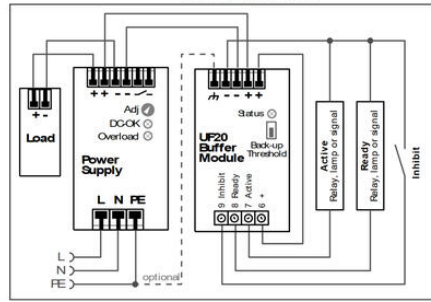 + -
Load
+ + - -
Adj
DC-OK
Overload
Power
Supply
L N PE
L
N
PE
optional
- - + +
Status
Back-up
Threshold
UF20
Buffer
Module
9 Inhibit
8 Ready
7 Active
6 +
Active
Relay, lamp or signal
Ready
Relay, lamp or signal
Inhibit